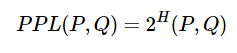 PPL(P, Q) = 2^H(P, Q)